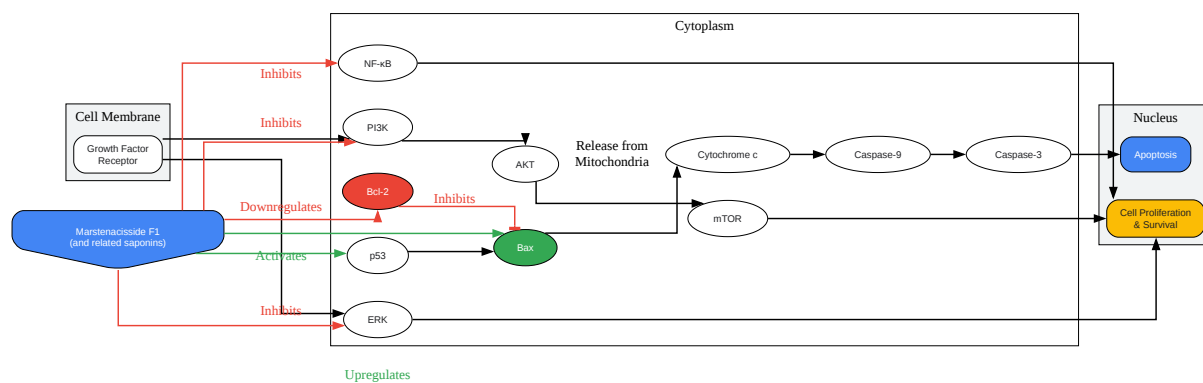 Cytoplasm
NF-κB
Inhibits
Cell Membrane
Growth Factor
Receptor
Inhibits
PI3K
AKT
Release from
Mitochondria
Cytochrome c
Caspase-9
Caspase-3
Nucleus
Apoptosis
Bcl-2
Inhibits
Downregulates
mTOR
Cell Proliferation
& Survival
Marstenacisside F1
(and related saponins)
Activates
p53
Bax
Inhibits
ERK
Upregulates